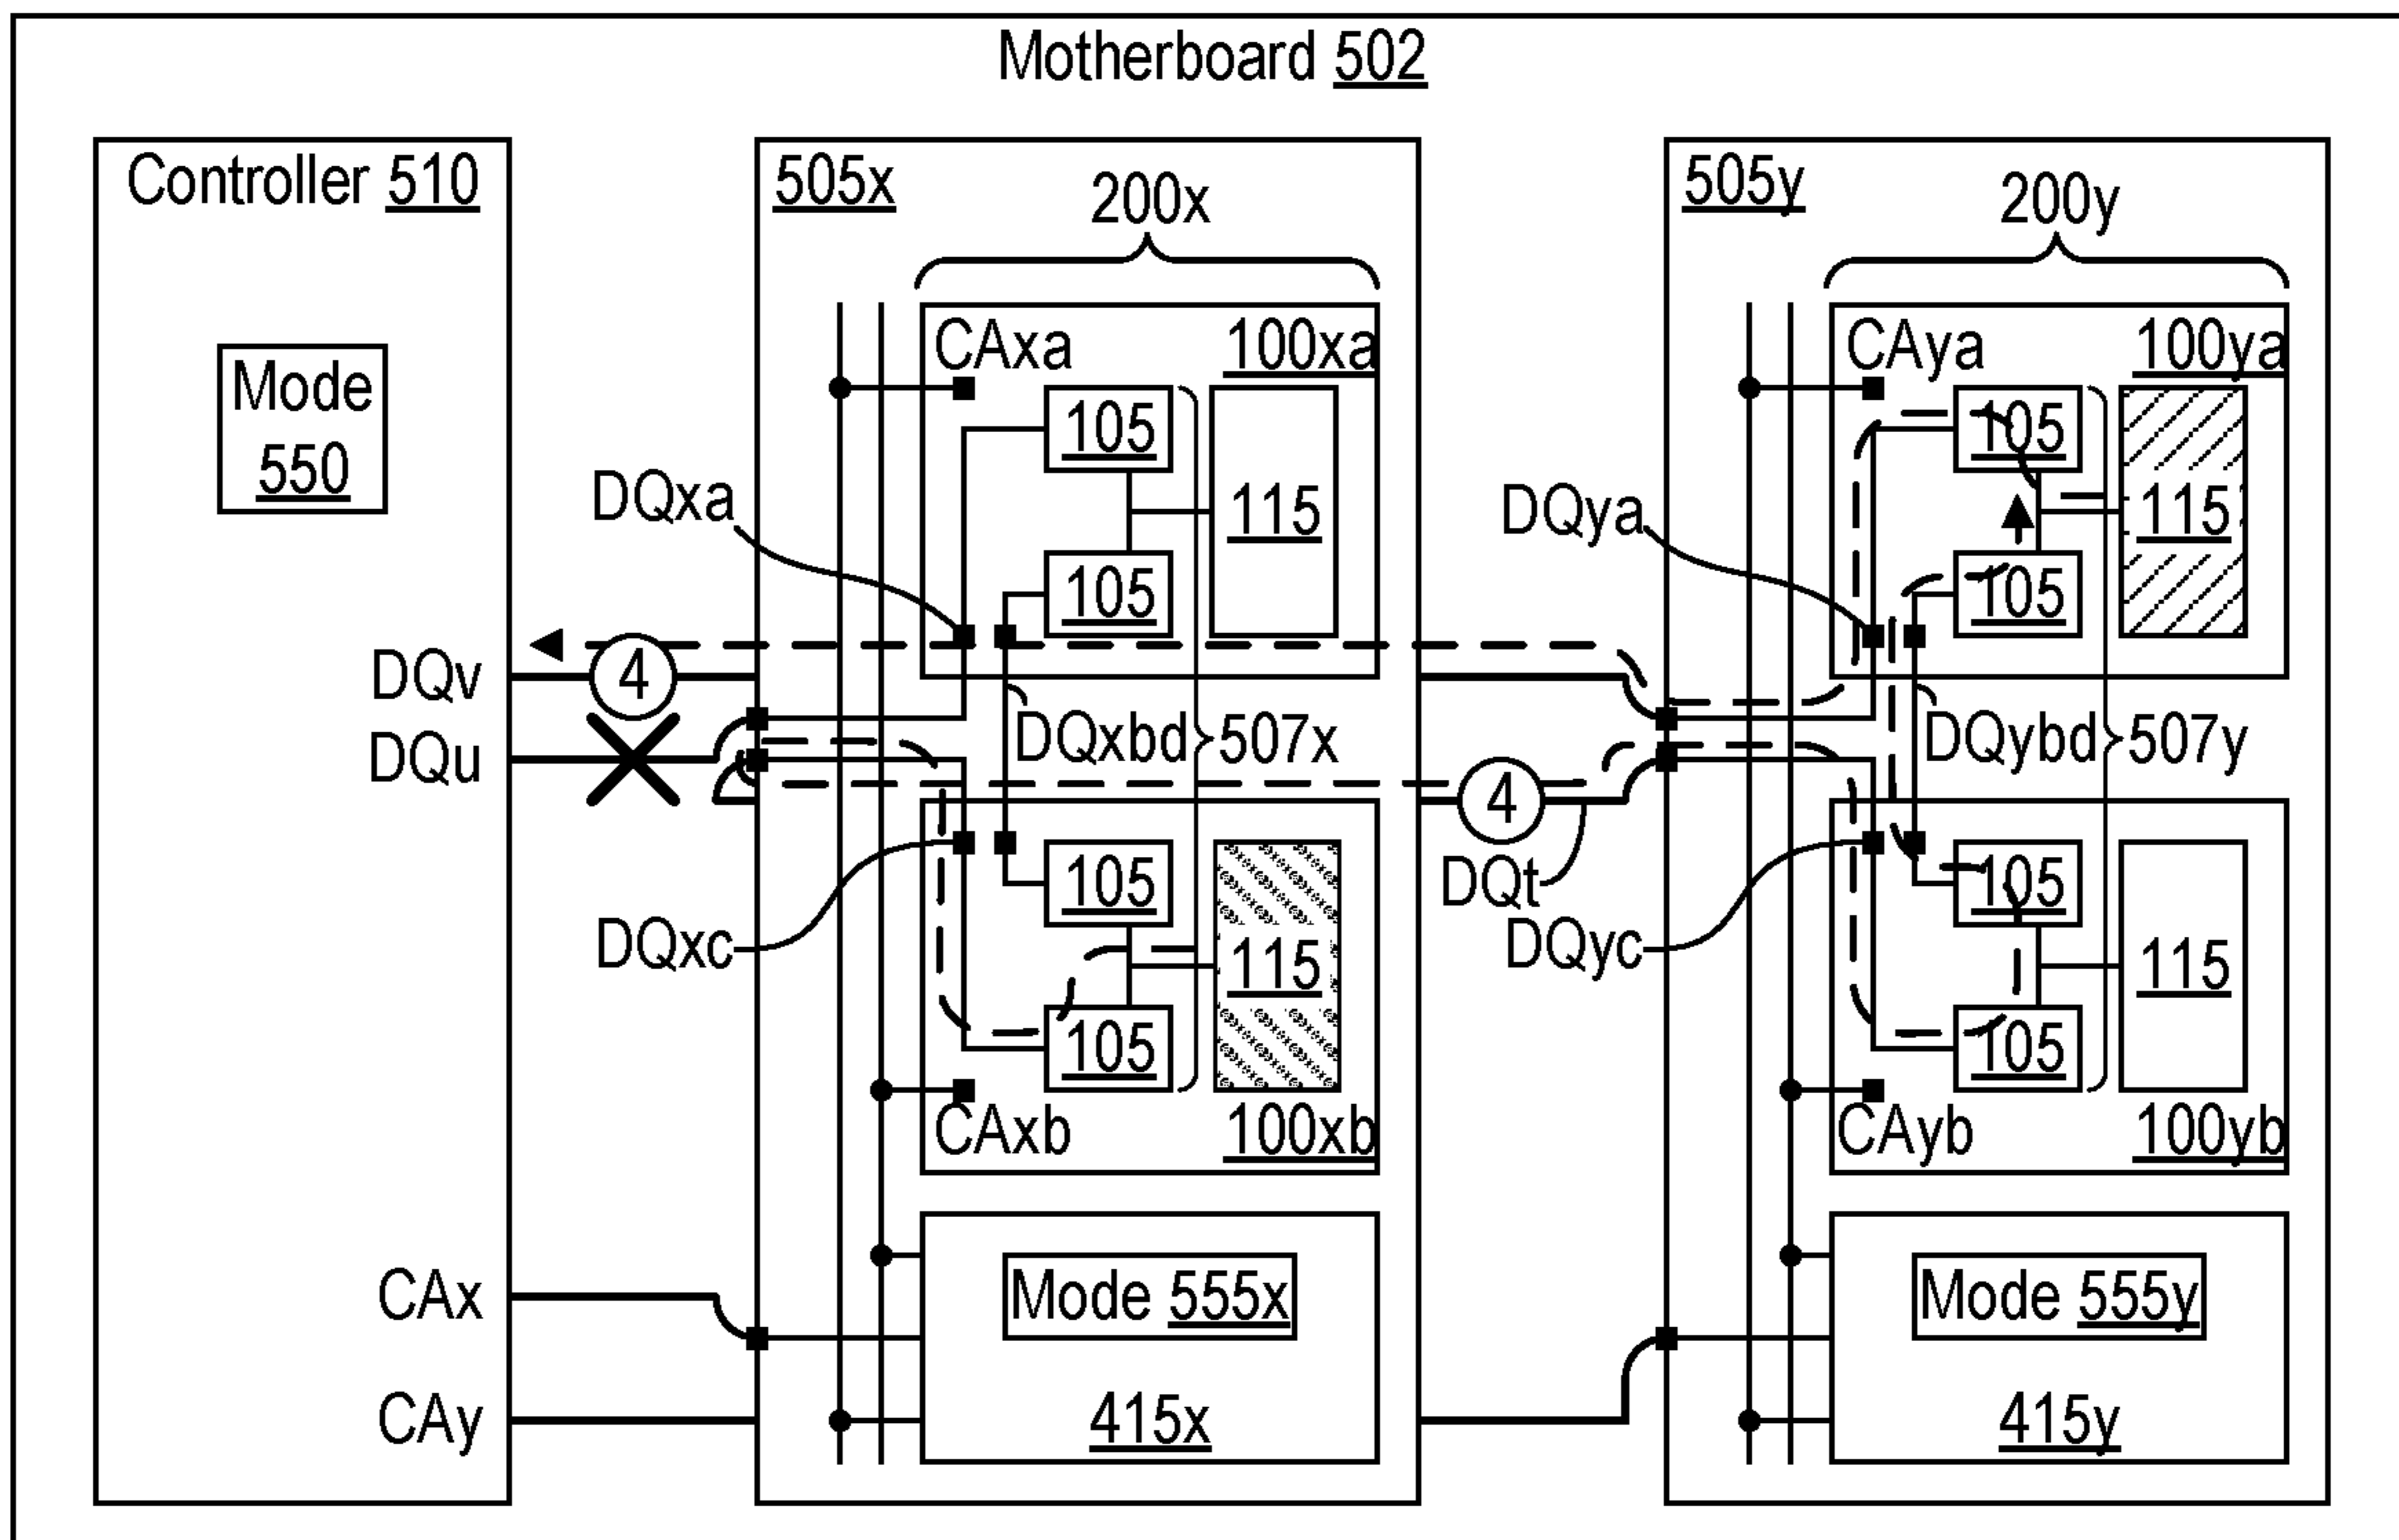 Motherboard 502
Controller 510
Mode
550
DQv
DQu
CAx
CAy
4
505x
200x
CAxa
100xa
105
115
105
DQxa
DQxbd
507x
105
115
105
DQxc
CAxb
100xb
Mode 555x
415x
4
DQt
505y
200y
CAya
100ya
105
115
105
DQya
DQybd
507y
105
115
105
DQyc
CAyb
100yb
Mode 555y
415y